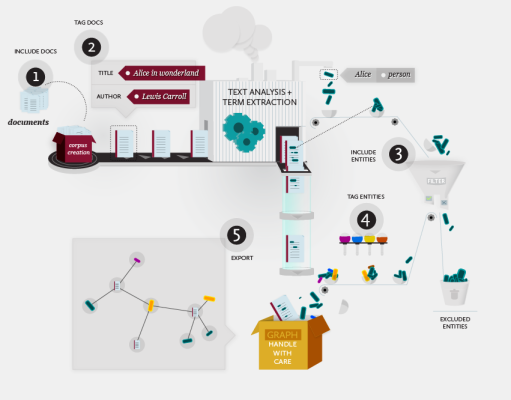 TAG DOCS
2
INCLUDE DOCS
1
TITLE
Alice in wonderland
AUTHOR
Lewis Carroll
documents
corpus
creation
TEXT ANALYSIS +
TERM EXTRACTION
Alice
person
INCLUDE
ENTITIES
3
FILTER
TAG ENTITIES
4
5
EXPORT
GRAPH
HANDLE
WITH
CARE
EXCLUDED
ENTITIES